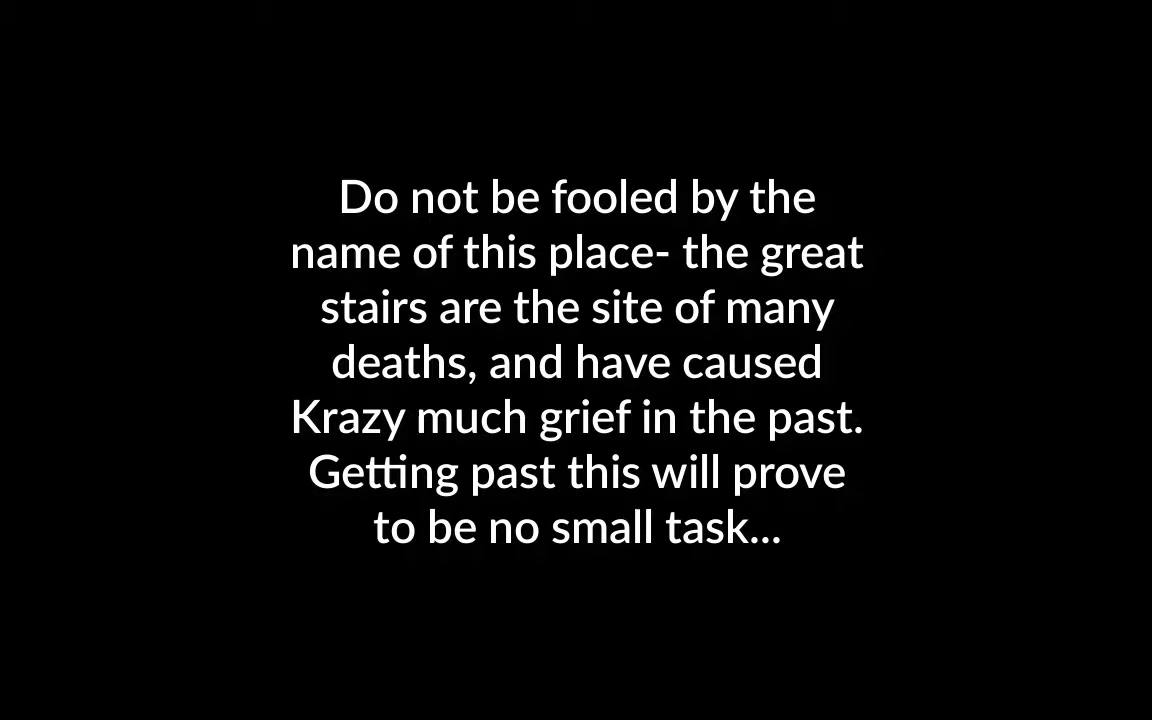 Do not be fooled by the
name of this place- the great
stairs are the site of many
deaths, and have caused
Krazy much grief in the past.
Getting past this will prove
to be no small task...